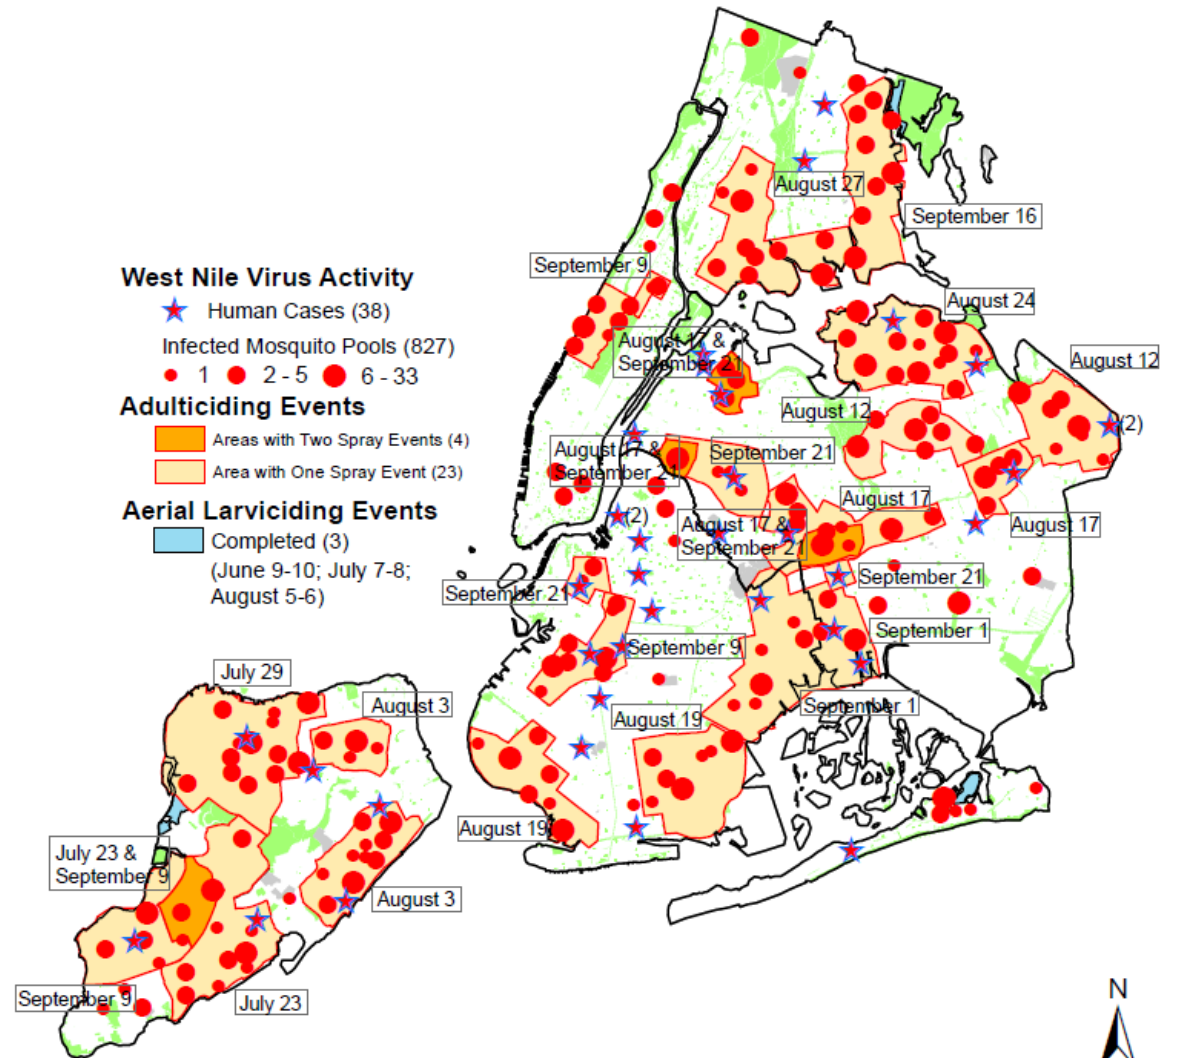 West Nile Virus Activity
Human Cases (38)
Infected Mosquito Pools (827)
1 2 - 5 6 - 33
Adulticiding Events
Areas with Two Spray Events (4)
Area with One Spray Event (23)
Aerial Larviciding Events
Completed (3)
(June 9-10; July 7-8;
August 5-6)
August 27
September 16
September 9
August 24
August 17 &
September 21
August 12
August 12
(2)
August 17 &
September 21
September 21
August 17
(2)
August 17 &
September 21
August 17
September 21
September 21
September 1
September 9
September 1
August 19
July 29
August 3
August 19
July 23 &
September 9
August 3
September 9
July 23
N